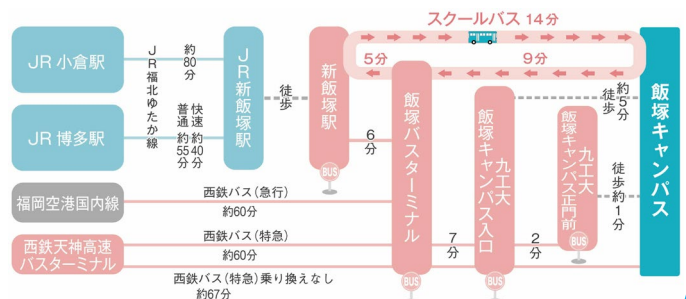 スクールバス 14分
5分
9分
JR 小倉駅
JR 博多駅
JR福北ゆたか線
約80分
快速 約40分
普通 約55分
JR新飯塚駅
徒歩
新飯塚駅
BUS
6分
飯塚バスターミナル
BUS
九工大
飯塚キャンパス入口
BUS
九工大
飯塚キャンパス正門前
BUS
徒歩
約5分
徒歩約1分
飯塚キャンパス
福岡空港国内線
西鉄バス(急行)
約60分
西鉄天神高速
バスターミナル
西鉄バス(特急)
約60分
7分
2分
西鉄バス(特急)乗り換えなし
約67分